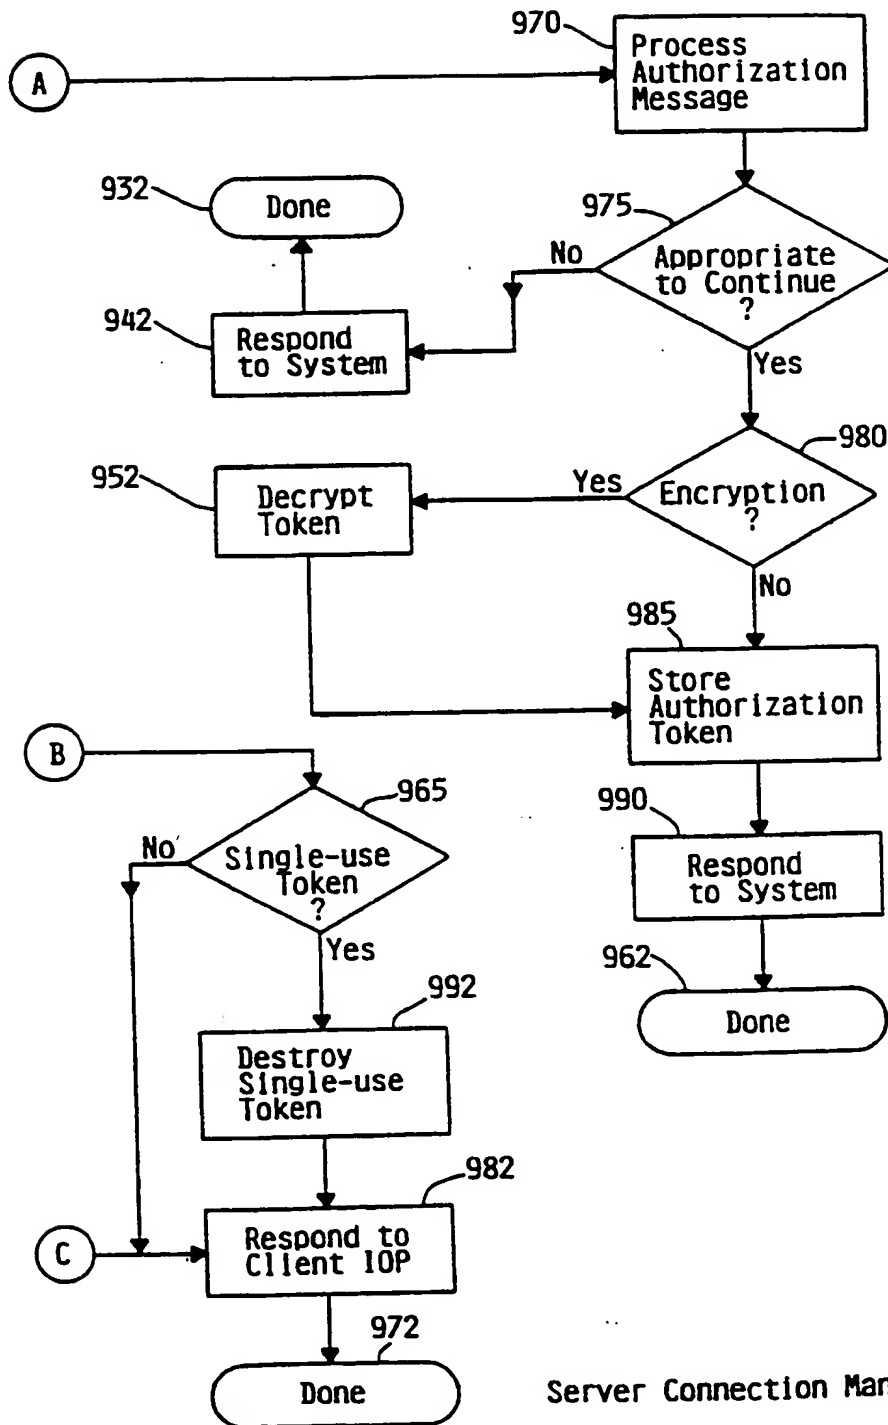 970
Process
Authorization
Message
A
932
Done
975
No
Appropriate
to Continue
?
942
Respond
to System
Yes
980
952
Decrypt
Token
Yes
Encryption
?
No
985
Store
Authorization
Token
B
965
990
No
Single-use
Token
?
Respond
to System
Yes
962
992
Done
Destroy
Single-use
Token
982
C
Respond to
Client IOP
972
Done
Server Connection